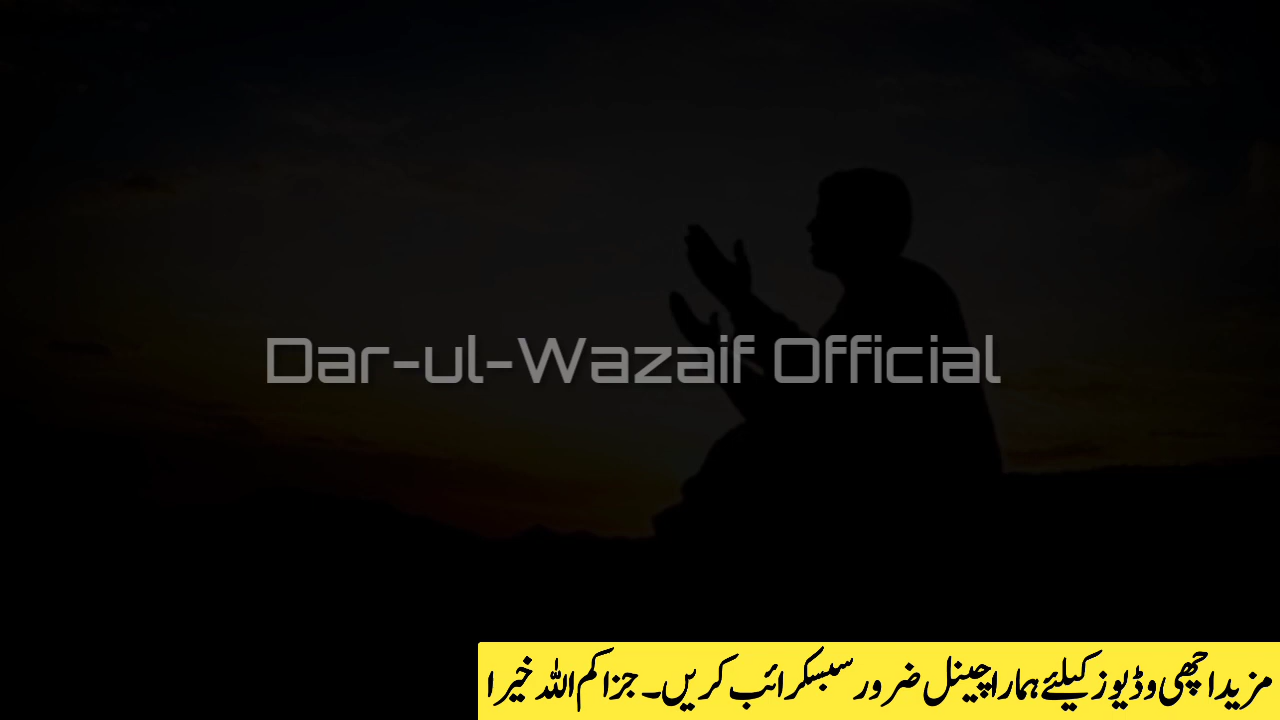 Dar-ul-Wazaif Official
مزید اچھی وڈیوز کیلئے ہمارا چینل ضرور سبسکرائب کریں۔ جزاکم اللہ خیرا